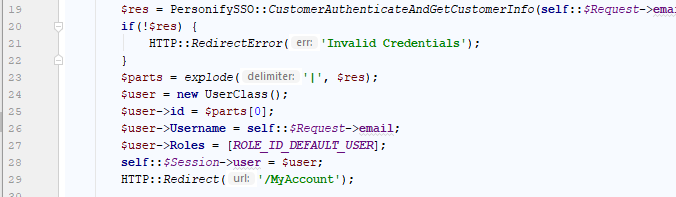 19 $res = PersonifySSO::CustomerAuthenticateAndGetCustomerInfo(self::$Request->emai
20 if(!$res) {
21 HTTP::RedirectError( err: 'Invalid Credentials');
22 }
23 $parts = explode( delimiter: '|', $res);
24 $user = new UserClass();
25 $user->id = $parts[0];
26 $user->Username = self::$Request->email;
27 $user->Roles = [ROLE_ID_DEFAULT_USER];
28 self::$Session->user = $user;
29 HTTP::Redirect( url: '/MyAccount');
30